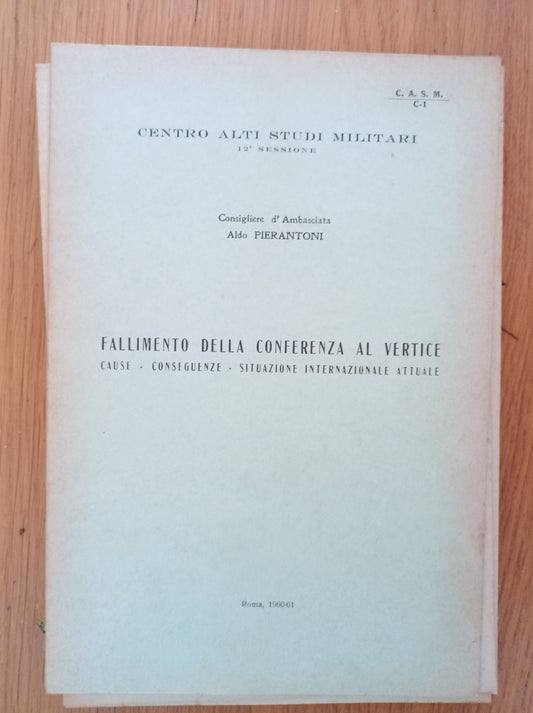 C. A. S. M.
C-1
CENTRO ALTI STUDI MILITARI
12ª SESSIONE
Consigliere d' Ambasciata
Aldo PIERANTONI
FALLIMENTO DELLA CONFERENZA AL VERTICE
CAUSE - CONSEGUENZE - SITUAZIONE INTERNAZIONALE ATTUALE
Roma, 1960-61